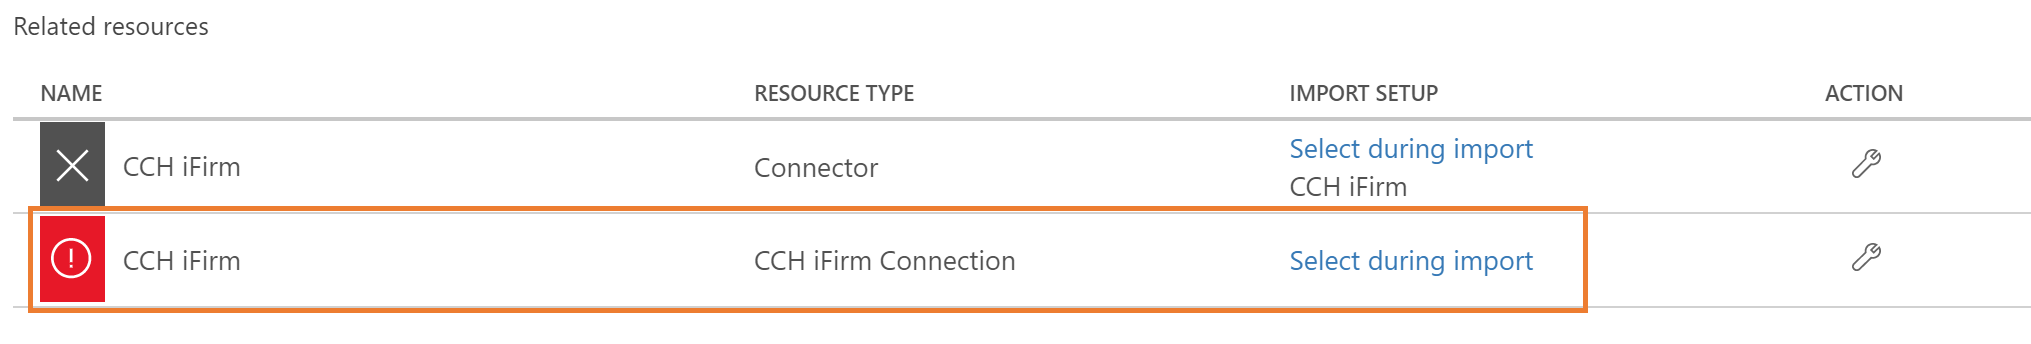 Related resources
NAME RESOURCE TYPE IMPORT SETUP ACTION
CCH iFirm Connector Select during import
CCH iFirm
CCH iFirm CCH iFirm Connection Select during import